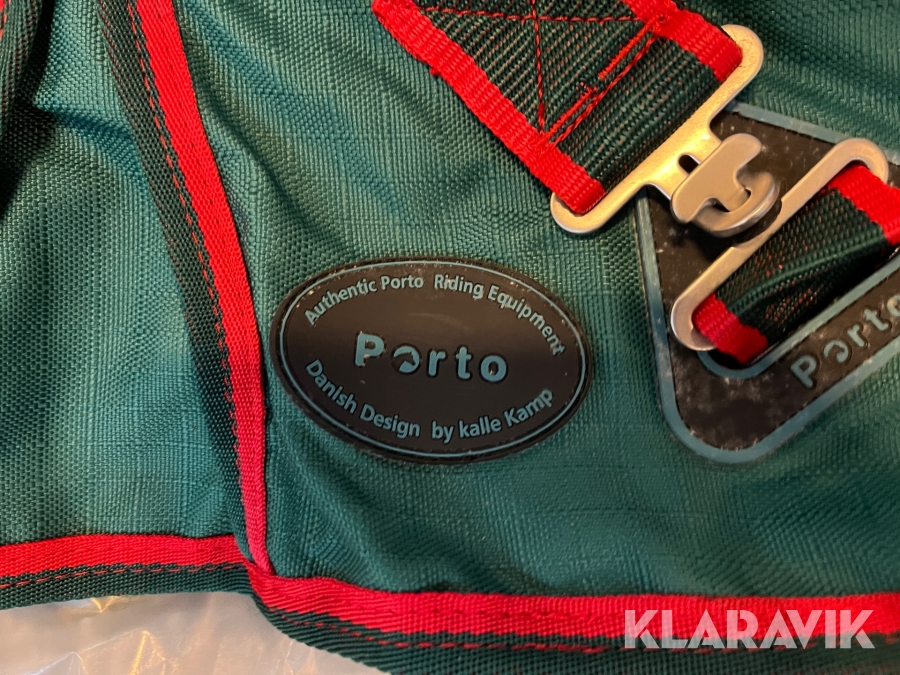 Authentic Porto Riding Equipment
Porto
Danish Design by kalle Kamp
Porto
KLARAVIK